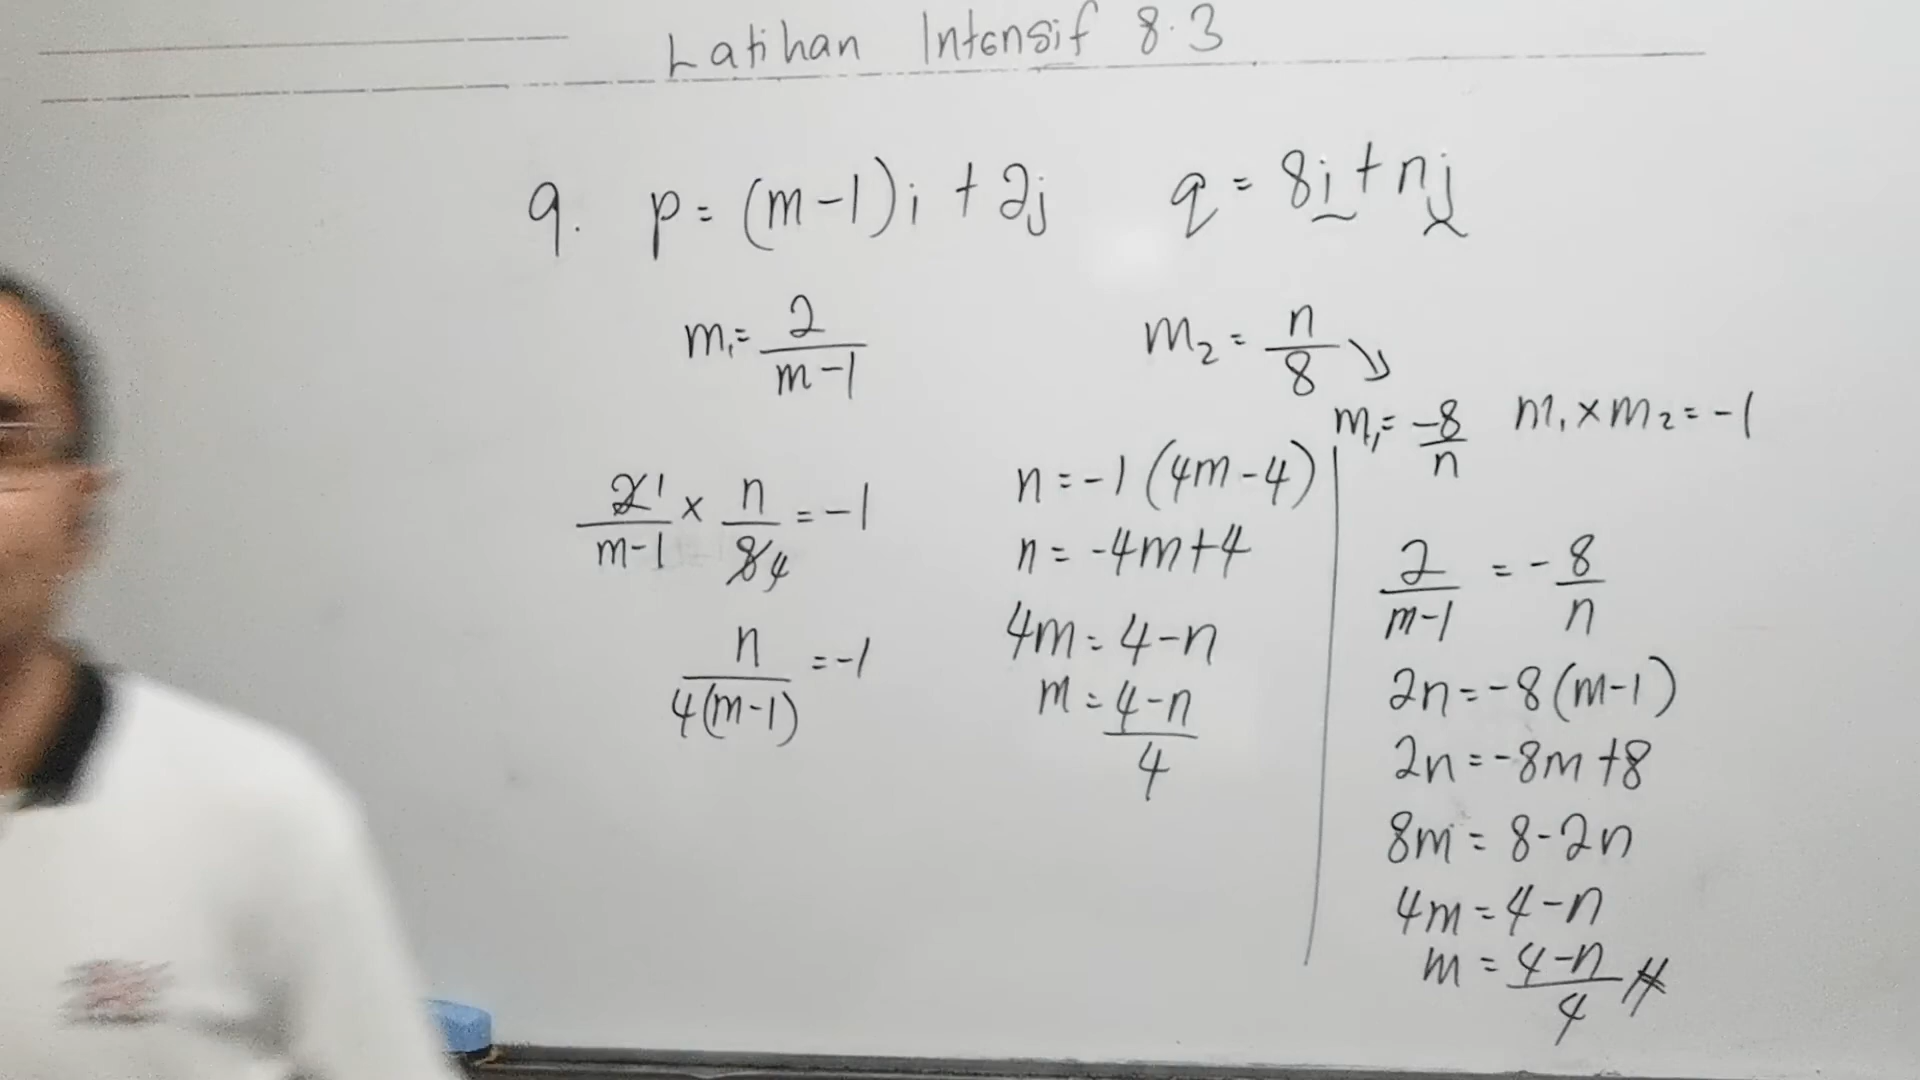 Latihan Intensif 8.3
9. p = (m-1)i + 2j q = 8i + nj
m₁ = 2/(m-1)
m₂ = n/8 ↘
m₁ = -8/n m₁ × m₂ = -1
2 1/(m-1) × n/8 4 = -1
n/4(m-1) = -1
n = -1(4m-4)
n = -4m+4
4m = 4-n
m = (4-n)/4
2/(m-1) = -8/n
2n = -8(m-1)
2n = -8m+8
8m = 8-2n
4m = 4-n
m = (4-n)/4 #